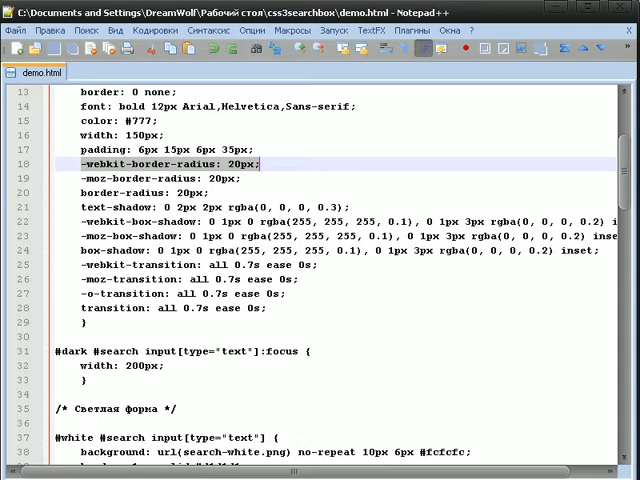 C:\Documents and Settings\DreamWolf\Рабочий стол\css3searchbox\demo.html - Notepad++
Файл Правка Поиск Вид Кодировки Синтаксис Опции Макросы Запуск TextFX Плагины Окна ?
demo.html
13 border: 0 none;
14 font: bold 12px Arial,Helvetica,Sans-serif;
15 color: #777;
16 width: 150px;
17 padding: 6px 15px 6px 35px;
18 -webkit-border-radius: 20px;
19 -moz-border-radius: 20px;
20 border-radius: 20px;
21 text-shadow: 0 2px 2px rgba(0, 0, 0, 0.3);
22 -webkit-box-shadow: 0 1px 0 rgba(255, 255, 255, 0.1), 0 1px 3px rgba(0, 0, 0, 0.2) i
23 -moz-box-shadow: 0 1px 0 rgba(255, 255, 255, 0.1), 0 1px 3px rgba(0, 0, 0, 0.2) inse
24 box-shadow: 0 1px 0 rgba(255, 255, 255, 0.1), 0 1px 3px rgba(0, 0, 0, 0.2) inset;
25 -webkit-transition: all 0.7s ease 0s;
26 -moz-transition: all 0.7s ease 0s;
27 -o-transition: all 0.7s ease 0s;
28 transition: all 0.7s ease 0s;
29 }
30
31 #dark #search input[type="text"]:focus {
32 width: 200px;
33 }
34
35 /* Светлая форма */
36
37 #white #search input[type="text"] {
38 background: url(search-white.png) no-repeat 10px 6px #fcfcfc;